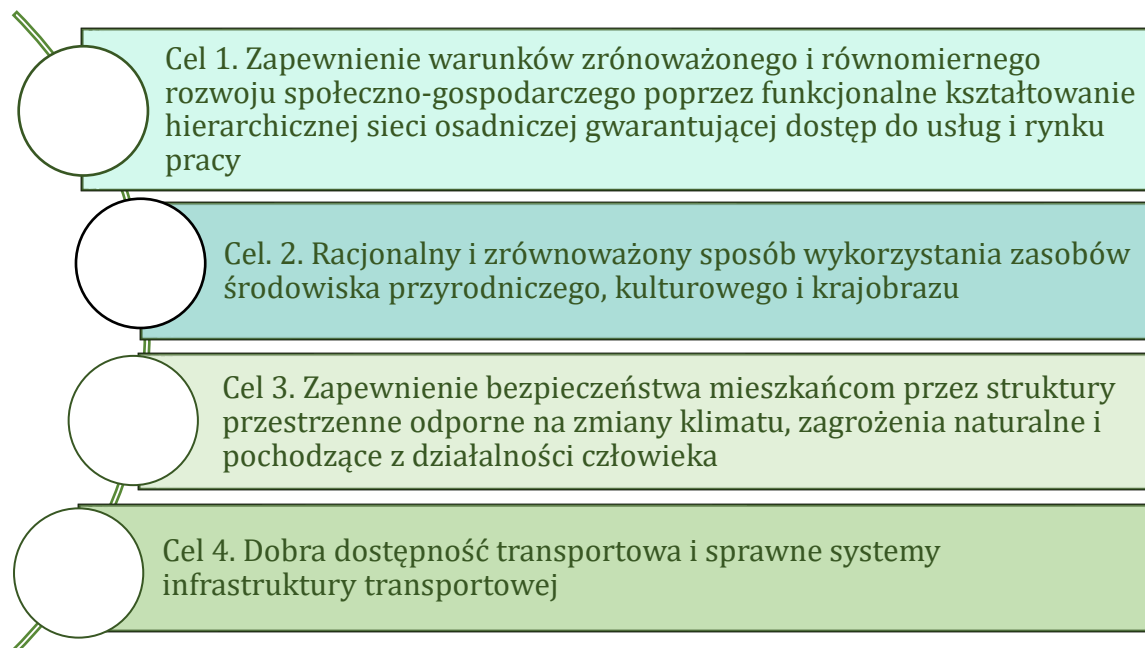 Cel 1. Zapewnienie warunków zrónoważonego i równomiernego
rozwoju społeczno-gospodarczego poprzez funkcjonalne kształtowanie
hierarchicznej sieci osadniczej gwarantującej dostęp do usług i rynku
pracy
Cel. 2. Racjonalny i zrównoważony sposób wykorzystania zasobów
środowiska przyrodniczego, kulturowego i krajobrazu
Cel 3. Zapewnienie bezpieczeństwa mieszkańcom przez struktury
przestrzenne odporne na zmiany klimatu, zagrożenia naturalne i
pochodzące z działalności człowieka
Cel 4. Dobra dostępność transportowa i sprawne systemy
infrastruktury transportowej